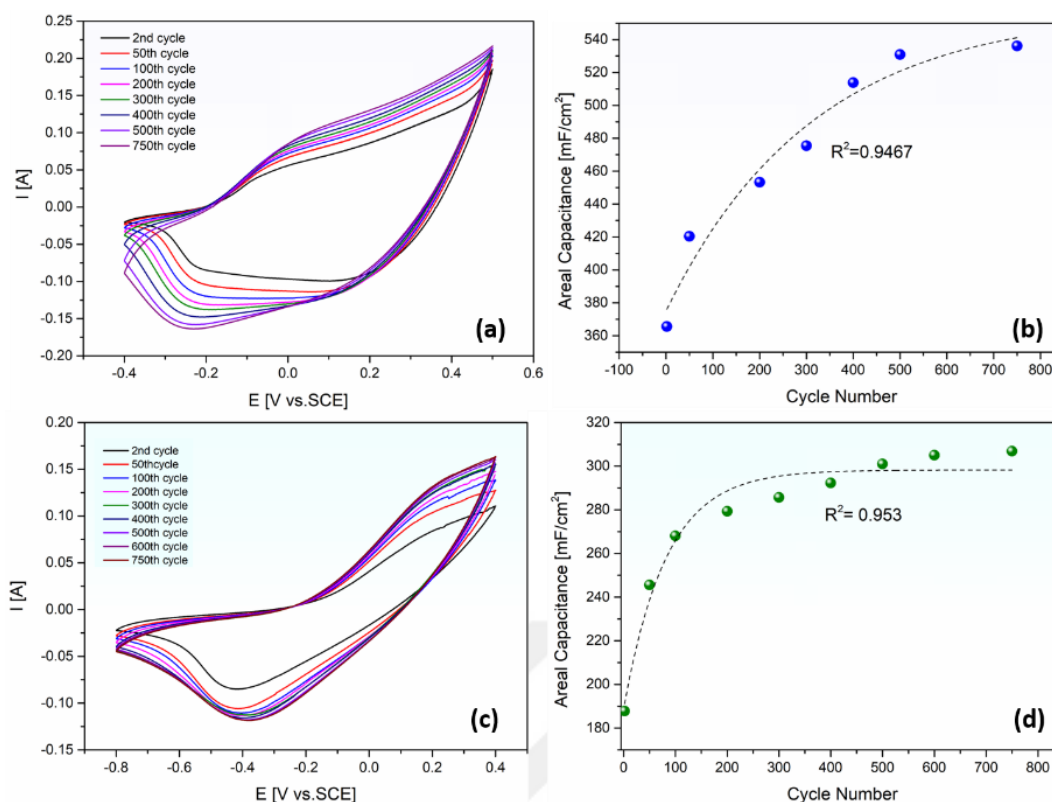 0.25
0.20
0.15
0.10
0.05
0.00
-0.05
-0.10
-0.15
-0.20
I [A]
2nd cycle
50th cycle
100th cycle
200th cycle
300th cycle
400th cycle
500th cycle
750th cycle
(a)
-0.4 -0.2 0.0 0.2 0.4 0.6
E [V vs.SCE]
540
520
500
480
460
440
420
400
380
360
Areal Capacitance [mF/cm²]
R²=0.9467
(b)
-100 0 100 200 300 400 500 600 700 800
Cycle Number
0.20
0.15
0.10
0.05
0.00
-0.05
-0.10
-0.15
I [A]
2nd cycle
50thcycle
100th cycle
200th cycle
300th cycle
400th cycle
500th cycle
600th cycle
750th cycle
(c)
-0.8 -0.6 -0.4 -0.2 0.0 0.2 0.4 0.6
E [V vs.SCE]
320
300
280
260
240
220
200
180
Areal Capacitance [mF/cm²]
R²= 0.953
(d)
0 100 200 300 400 500 600 700 800
Cycle Number